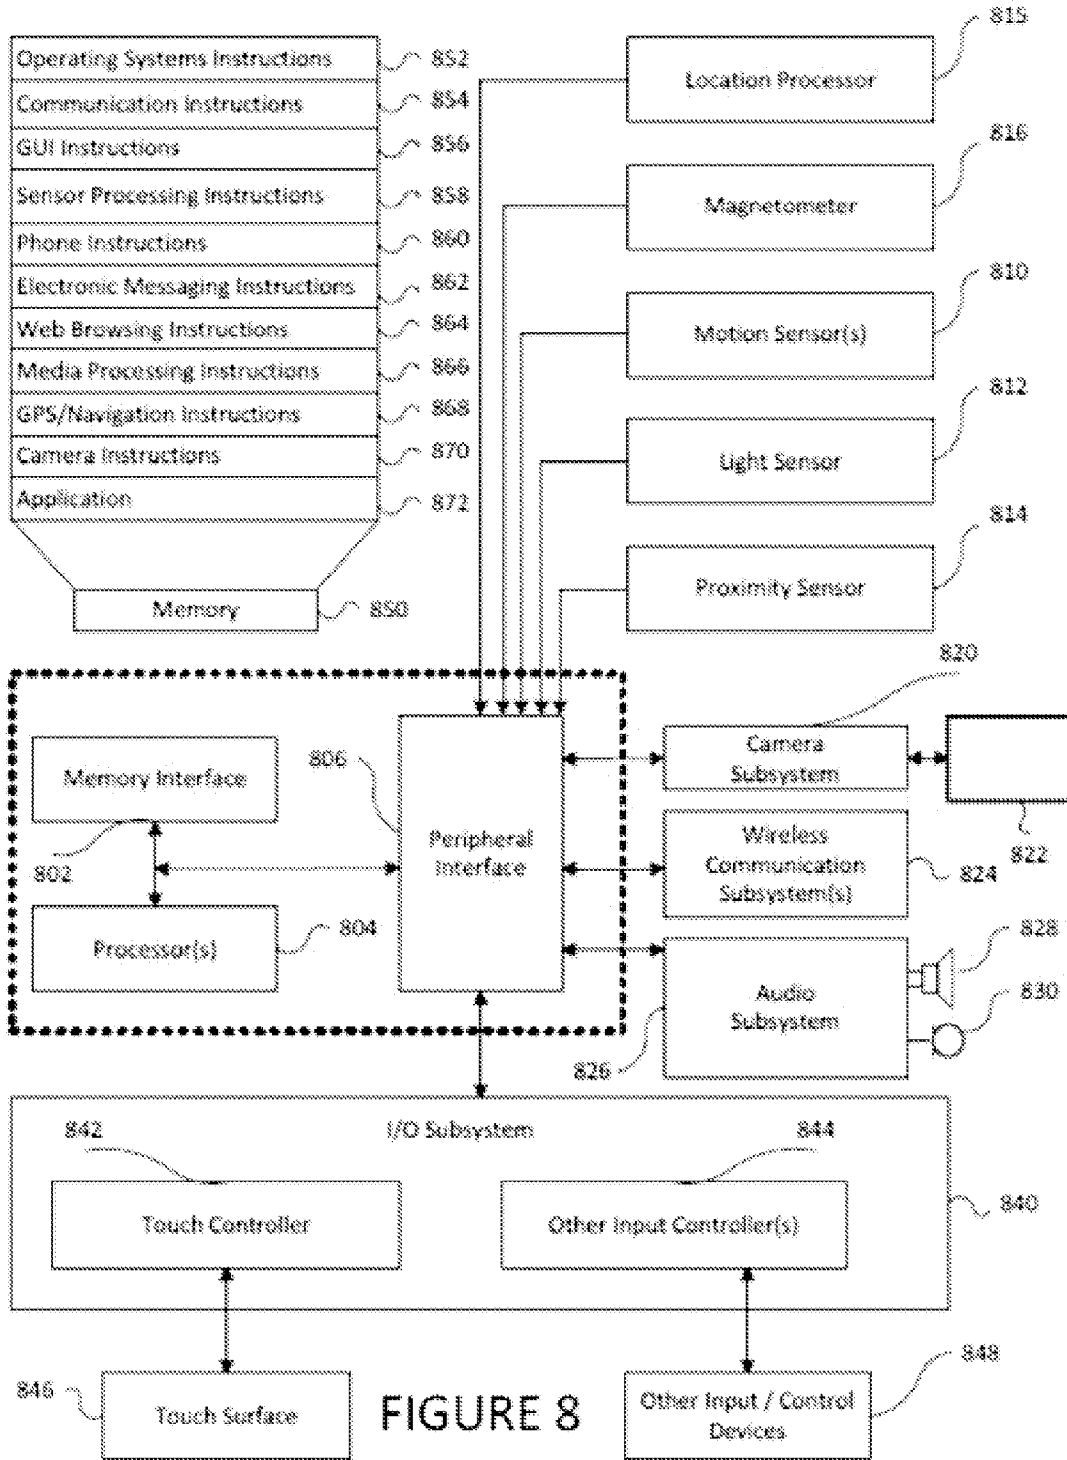 815
Operating Systems Instructions 852
Location Processor
Communication Instructions 854
816
GUI Instructions 856
Sensor Processing Instructions 858
Magnetometer
Phone Instructions 860
810
Electronic Messaging Instructions 862
Web Browsing Instructions 864
Motion Sensor(s)
Media Processing Instructions 866
812
GPS/Navigation Instructions 868
Camera Instructions 870
Light Sensor
Application 872
814
Memory 850
Proximity Sensor
820
806
Camera
Subsystem
Memory Interface
822
Peripheral
Interface
Wireless
Communication
Subsystem(s)
824
802
Processor(s) 804
828
Audio
Subsystem
830
826
I/O Subsystem
842
844
840
Touch Controller
Other Input Controller(s)
848
846
Touch Surface
FIGURE 8
Other Input / Control
Devices